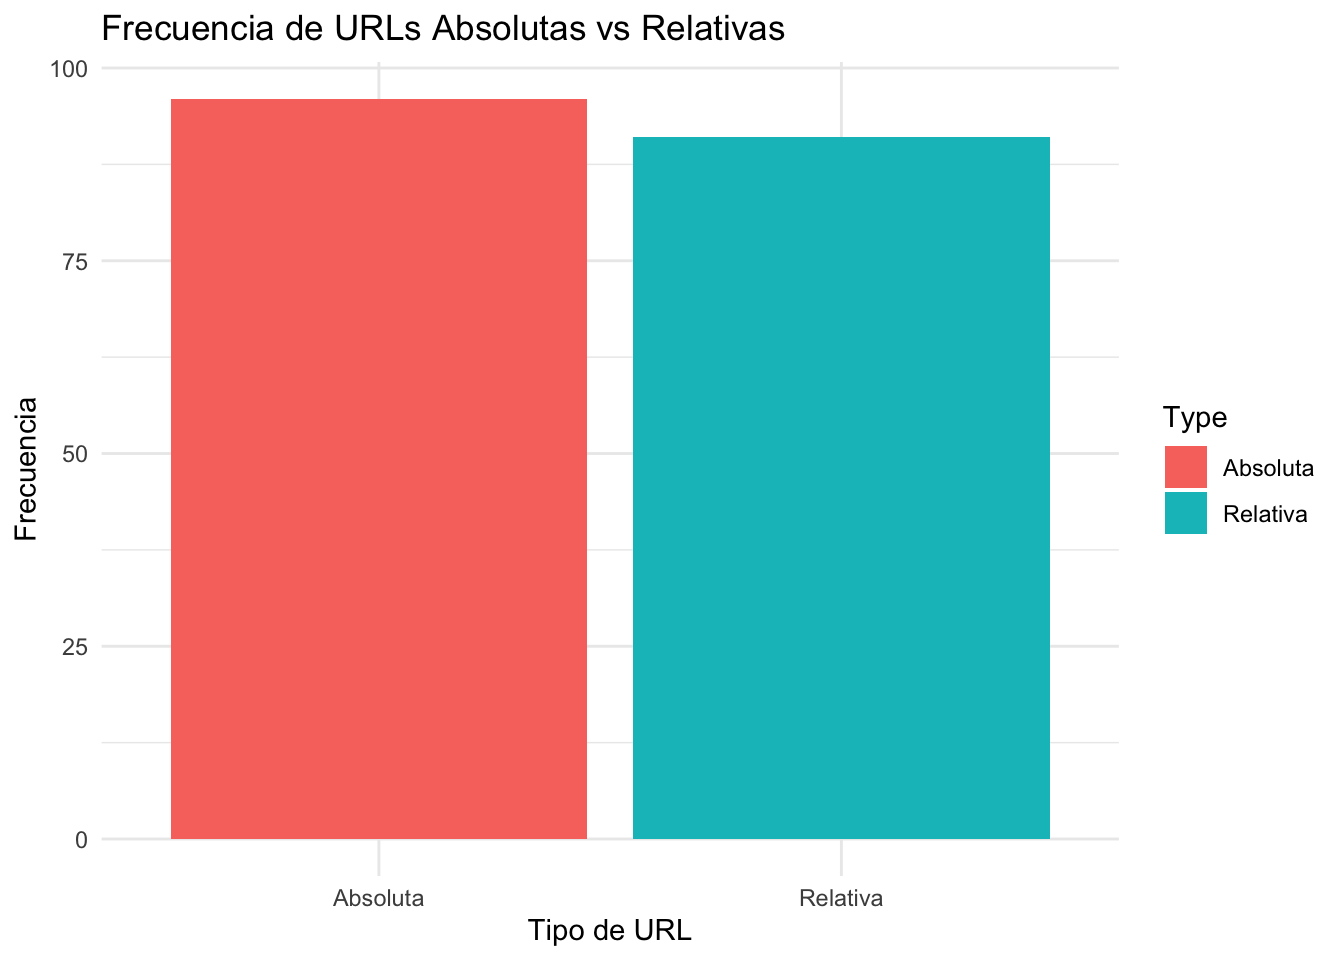 Frecuencia de URLs Absolutas vs Relativas
100
75
50
25
0
Frecuencia
Absoluta
Relativa
Tipo de URL
Type
Absoluta
Relativa